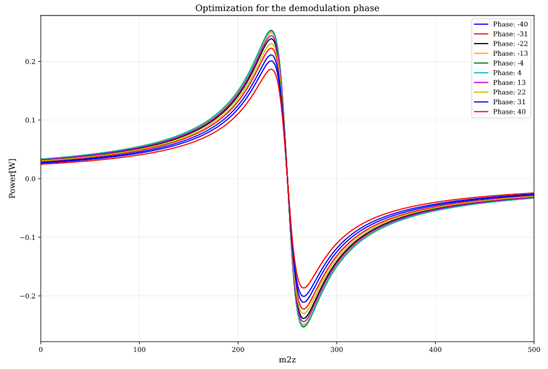 Optimization for the demodulation phase
Phase: -40
Phase: -31
Phase: -22
Phase: -13
Phase: -4
Phase: 4
Phase: 13
Phase: 22
Phase: 31
Phase: 40
Power[W]
0.2
0.1
0.0
−0.1
−0.2
0 100 200 300 400 500
m2z